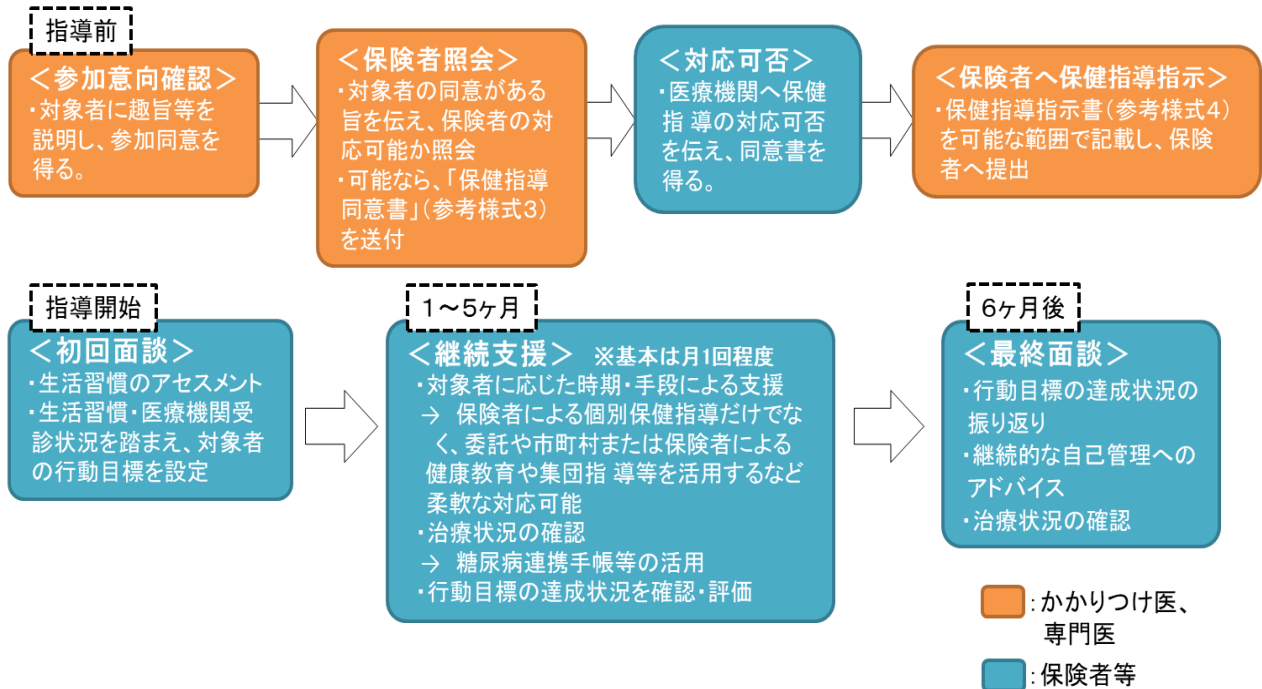 指導前
＜参加意向確認＞
・対象者に趣旨等を
説明し、参加同意を
得る。
＜保険者照会＞
・対象者の同意がある
旨を伝え、保険者の対
応可能か照会
・可能なら、「保健指導
同意書」(参考様式3)
を送付
＜対応可否＞
・医療機関へ保健
指 導の対応可否
を伝え、同意書を
得る。
＜保険者へ保健指導指示＞
・保健指導指示書(参考様式4)
を可能な範囲で記載し、保険
者へ提出
指導開始
＜初回面談＞
・生活習慣のアセスメント
・生活習慣・医療機関受
診状況を踏まえ、対象者
の行動目標を設定
1～5ヶ月
＜継続支援＞ ※基本は月1回程度
・対象者に応じた時期・手段による支援
→ 保険者による個別保健指導だけでな
く、委託や市町村または保険者による
健康教育や集団指 導等を活用するなど
柔軟な対応可能
・治療状況の確認
→ 糖尿病連携手帳等の活用
・行動目標の達成状況を確認・評価
6ヶ月後
＜最終面談＞
・行動目標の達成状況の
振り返り
・継続的な自己管理への
アドバイス
・治療状況の確認
：かかりつけ医、
専門医
：保険者等